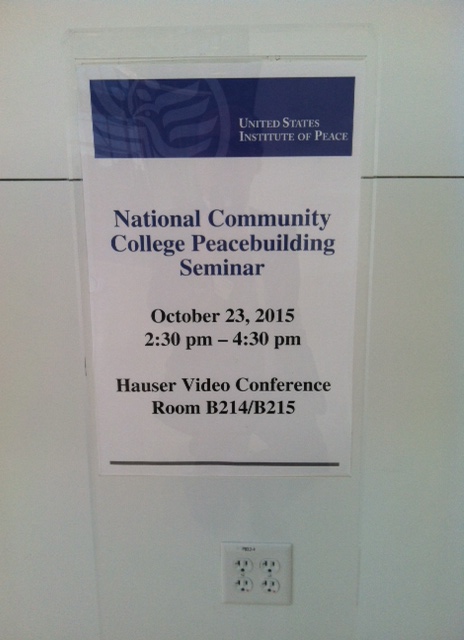 UNITED STATES
INSTITUTE OF PEACE
National Community
College Peacebuilding
Seminar
October 23, 2015
2:30 pm – 4:30 pm
Hauser Video Conference
Room B214/B215